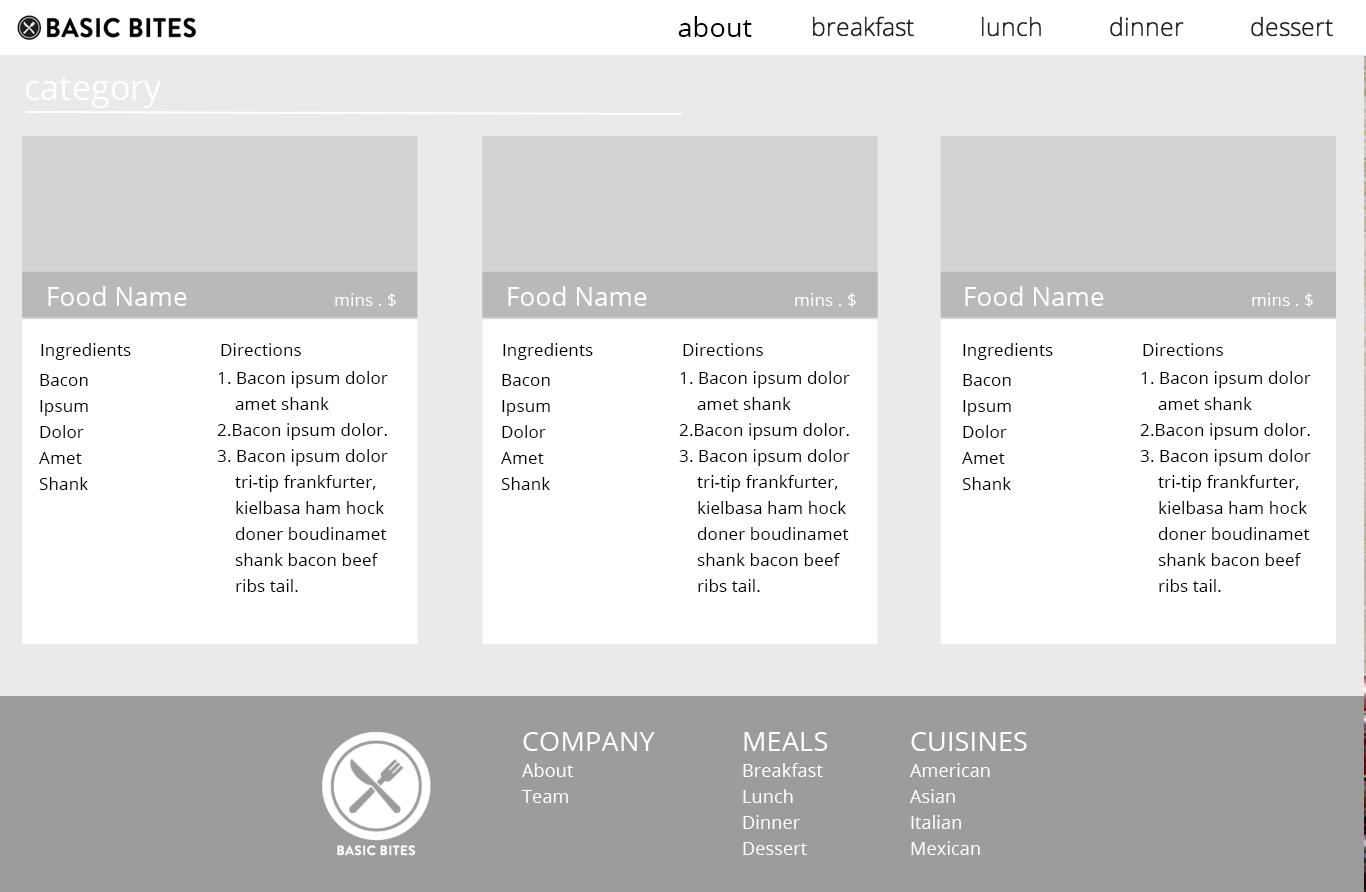 BASIC BITES
about breakfast lunch dinner dessert
category
Food Name mins . $
Ingredients
Bacon
Ipsum
Dolor
Amet
Shank
Directions
1. Bacon ipsum dolor
amet shank
2.Bacon ipsum dolor.
3. Bacon ipsum dolor
tri-tip frankfurter,
kielbasa ham hock
doner boudinamet
shank bacon beef
ribs tail.
Food Name mins . $
Ingredients
Bacon
Ipsum
Dolor
Amet
Shank
Directions
1. Bacon ipsum dolor
amet shank
2.Bacon ipsum dolor.
3. Bacon ipsum dolor
tri-tip frankfurter,
kielbasa ham hock
doner boudinamet
shank bacon beef
ribs tail.
Food Name mins . $
Ingredients
Bacon
Ipsum
Dolor
Amet
Shank
Directions
1. Bacon ipsum dolor
amet shank
2.Bacon ipsum dolor.
3. Bacon ipsum dolor
tri-tip frankfurter,
kielbasa ham hock
doner boudinamet
shank bacon beef
ribs tail.
BASIC BITES
COMPANY
About
Team
MEALS
Breakfast
Lunch
Dinner
Dessert
CUISINES
American
Asian
Italian
Mexican